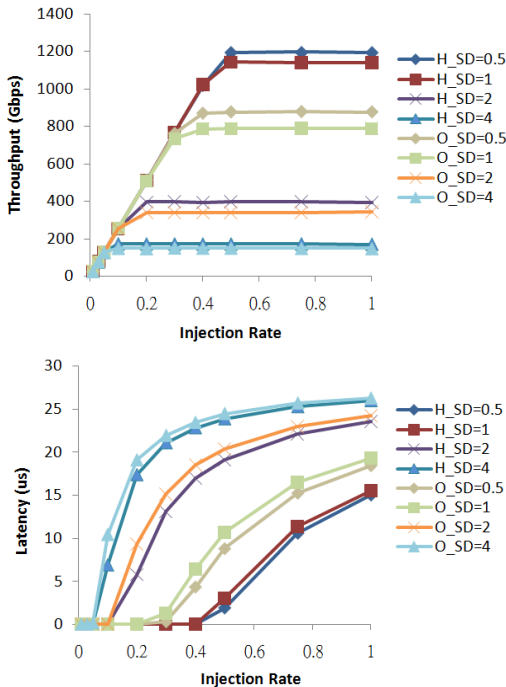 1400
1200
1000
800
600
400
200
0
Throughput (Gbps)
0 0.2 0.4 0.6 0.8 1
Injection Rate
H_SD=0.5
H_SD=1
H_SD=2
H_SD=4
O_SD=0.5
O_SD=1
O_SD=2
O_SD=4
30
25
20
15
10
5
0
Latency (us)
0 0.2 0.4 0.6 0.8 1
Injection Rate
H_SD=0.5
H_SD=1
H_SD=2
H_SD=4
O_SD=0.5
O_SD=1
O_SD=2
O_SD=4